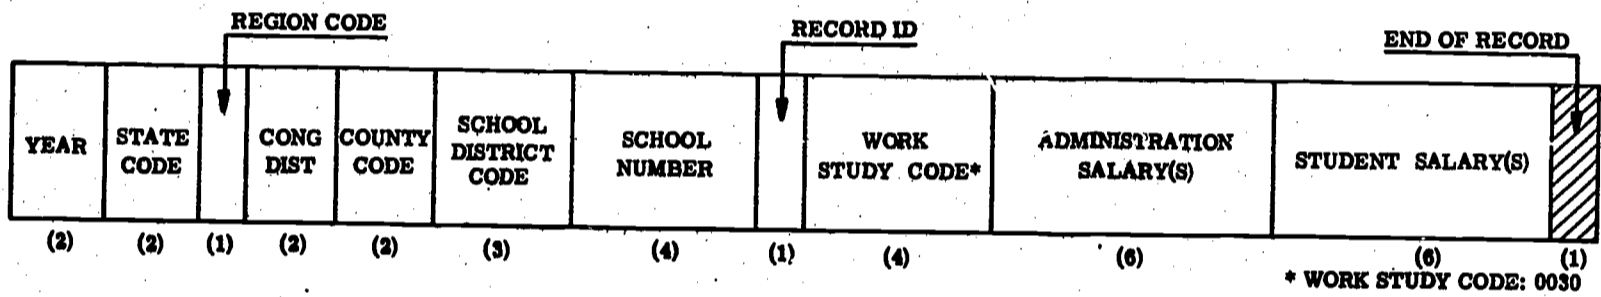 REGION CODE
RECORD ID
END OF RECORD
YEAR
STATE
CODE
CONG
DIST
COUNTY
CODE
SCHOOL
DISTRICT
CODE
SCHOOL
NUMBER
WORK
STUDY CODE*
ADMINISTRATION
SALARY(S)
STUDENT SALARY(S)
(2) (2) (1) (2) (2) (3) (4) (1) (4) (6) (6) (1)
* WORK STUDY CODE: 0030